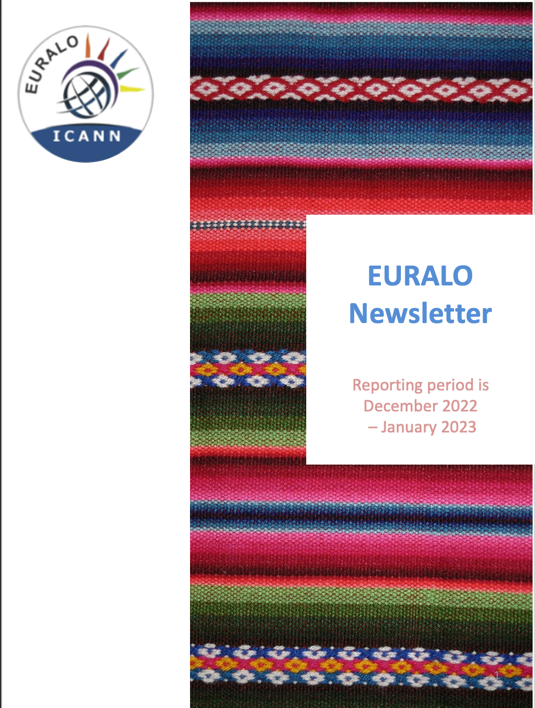 EURALO
ICANN
EURALO
Newsletter
Reporting period is
December 2022
– January 2023